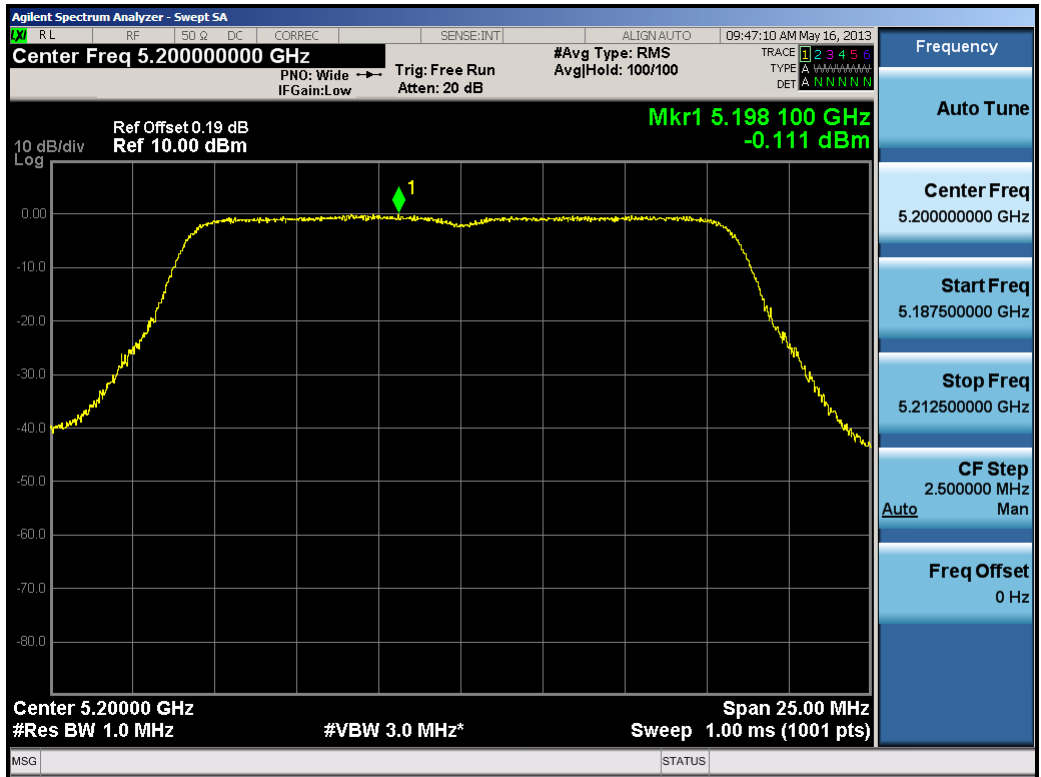 Agilent Spectrum Analyzer - Swept SA
LXI RL RF 50 Ω DC CORREC SENSE:INT ALIGNAUTO 09:47:10 AM May 16, 2013
Center Freq 5.200000000 GHz
PNO: Wide
IFGain:Low
Trig: Free Run
Atten: 20 dB
#Avg Type: RMS
Avg|Hold: 100/100
TRACE 1 2 3 4 5 6
TYPE A WWWWW
DET A N N N N N
Mkr1 5.198 100 GHz
-0.111 dBm
Ref Offset 0.19 dB
10 dB/div Ref 10.00 dBm
Log
1
0.00
-10.0
-20.0
-30.0
-40.0
-50.0
-60.0
-70.0
-80.0
Center 5.20000 GHz Span 25.00 MHz
#Res BW 1.0 MHz #VBW 3.0 MHz* Sweep 1.00 ms (1001 pts)
MSG STATUS
Frequency
Auto Tune
Center Freq
5.200000000 GHz
Start Freq
5.187500000 GHz
Stop Freq
5.212500000 GHz
CF Step
2.500000 MHz
Auto Man
Freq Offset
0 Hz